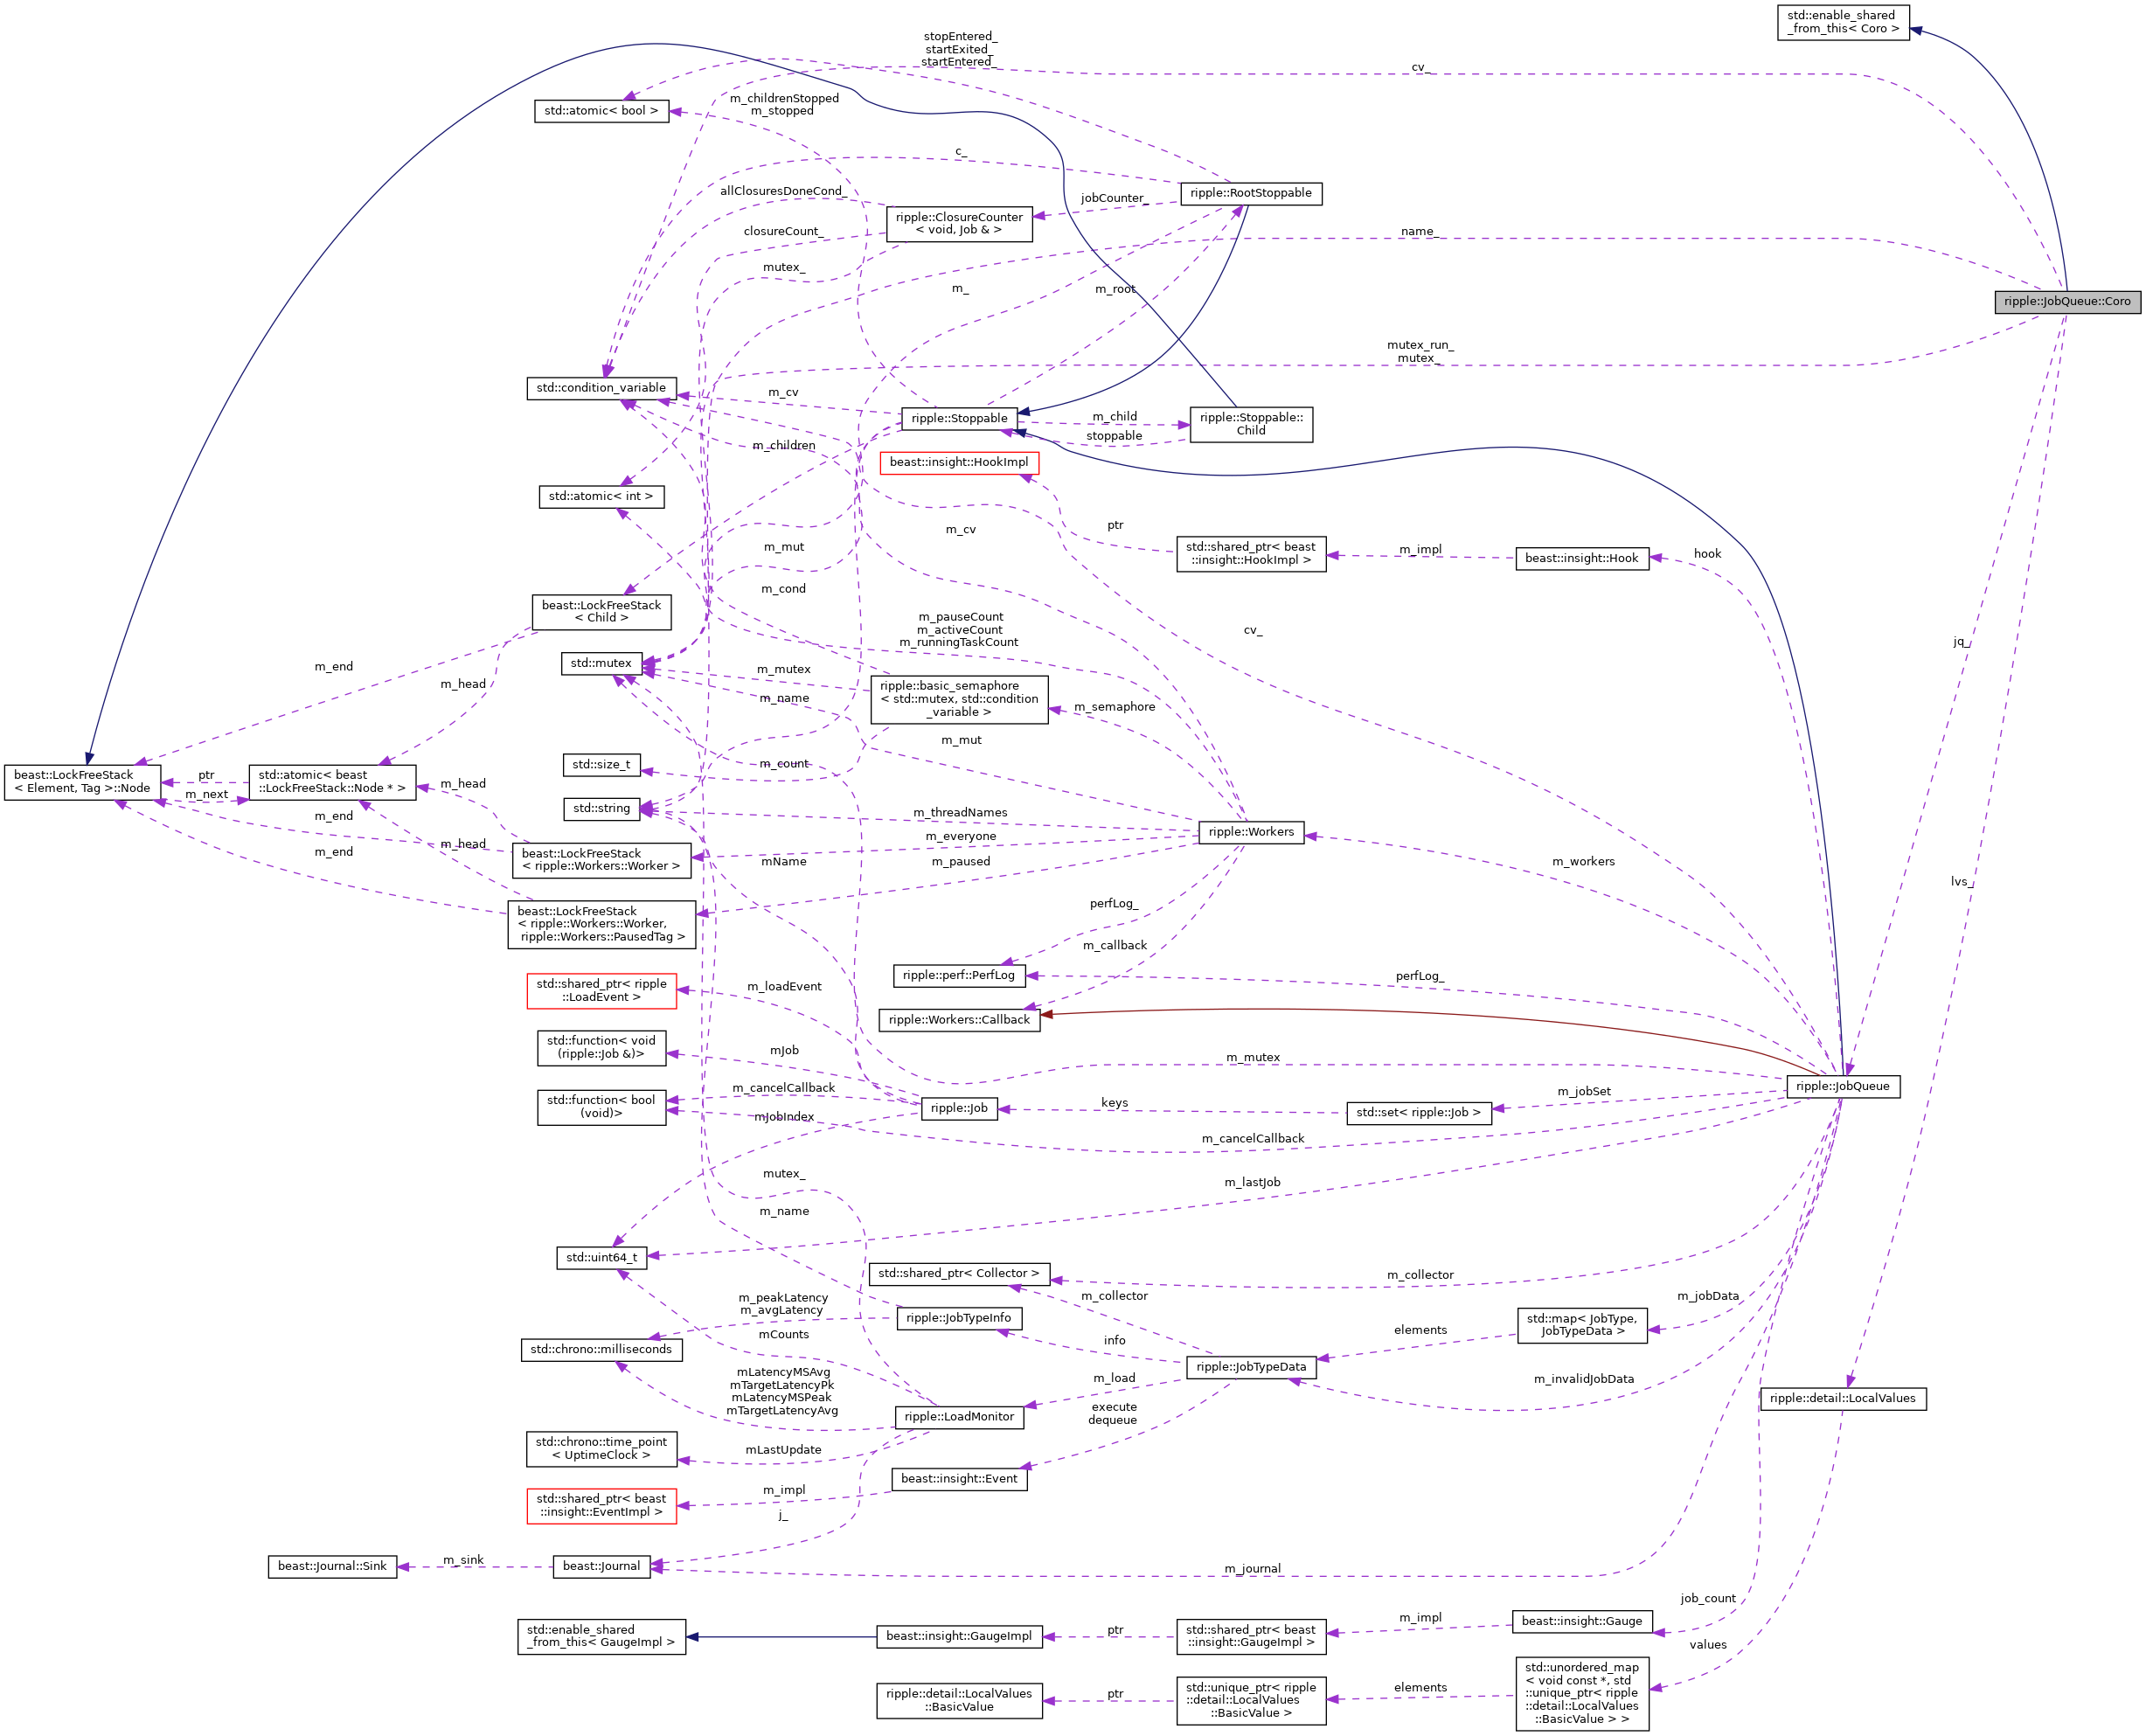 std::enable_shared
_from_this< Coro >
stopEntered_
startExited_
startEntered_
cv_
m_childrenStopped
m_stopped
std::atomic< bool >
c_
allClosuresDoneCond_
ripple::RootStoppable
jobCounter_
ripple::ClosureCounter
< void, Job & >
closureCount_
name_
mutex_
m_
m_root
ripple::JobQueue::Coro
mutex_run_
mutex_
std::condition_variable
m_cv
ripple::Stoppable
m_child
stoppable
ripple::Stoppable::
Child
m_children
beast::insight::HookImpl
std::atomic< int >
ptr
m_cv
std::shared_ptr< beast
::insight::HookImpl >
m_impl
beast::insight::Hook
hook
m_mut
m_cond
beast::LockFreeStack
< Child >
m_pauseCount
m_activeCount
m_runningTaskCount
cv_
jq_
m_end
m_head
std::mutex
m_mutex
m_name
ripple::basic_semaphore
< std::mutex, std::condition
_variable >
m_semaphore
m_mut
beast::LockFreeStack
< Element, Tag >::Node
ptr
m_next
std::atomic< beast
::LockFreeStack::Node * >
m_head
std::size_t
m_count
std::string
m_threadNames
ripple::Workers
m_end
m_everyone
m_head
m_end
beast::LockFreeStack
< ripple::Workers::Worker >
mName
m_paused
m_workers
lvs_
beast::LockFreeStack
< ripple::Workers::Worker,
ripple::Workers::PausedTag >
perfLog_
m_callback
std::shared_ptr< ripple
::LoadEvent >
m_loadEvent
ripple::perf::PerfLog
perfLog_
ripple::Workers::Callback
std::function< void
(ripple::Job &)>
mJob
m_mutex
ripple::JobQueue
std::function< bool
(void)>
m_cancelCallback
mJobIndex_
ripple::Job
keys
std::set< ripple::Job >
m_jobSet
m_cancelCallback
mutex_
m_lastJob
m_name
std::uint64_t
std::shared_ptr< Collector >
m_collector
m_peakLatency
m_avgLatency
m_collector
m_jobData
ripple::JobTypeInfo
std::map< JobType,
JobTypeData >
mCounts
info
elements
std::chrono::milliseconds
mLatencyMSAvg
mTargetLatencyPk
mLatencyMSPeak
mTargetLatencyAvg
ripple::JobTypeData
m_load
m_invalidJobData
ripple::detail::LocalValues
ripple::LoadMonitor
execute
dequeue
std::chrono::time_point
< UptimeClock >
mLastUpdate
beast::insight::Event
m_impl
std::shared_ptr< beast
::insight::EventImpl >
j_
beast::Journal::Sink
m_sink
beast::Journal
m_journal
job_count
std::enable_shared
_from_this< GaugeImpl >
beast::insight::GaugeImpl
ptr
std::shared_ptr< beast
::insight::GaugeImpl >
m_impl
beast::insight::Gauge
values
ripple::detail::LocalValues
::BasicValue
ptr
std::unique_ptr< ripple
::detail::LocalValues
::BasicValue >
elements
std::unordered_map
< void const *, std
::unique_ptr< ripple
::detail::LocalValues
::BasicValue > >